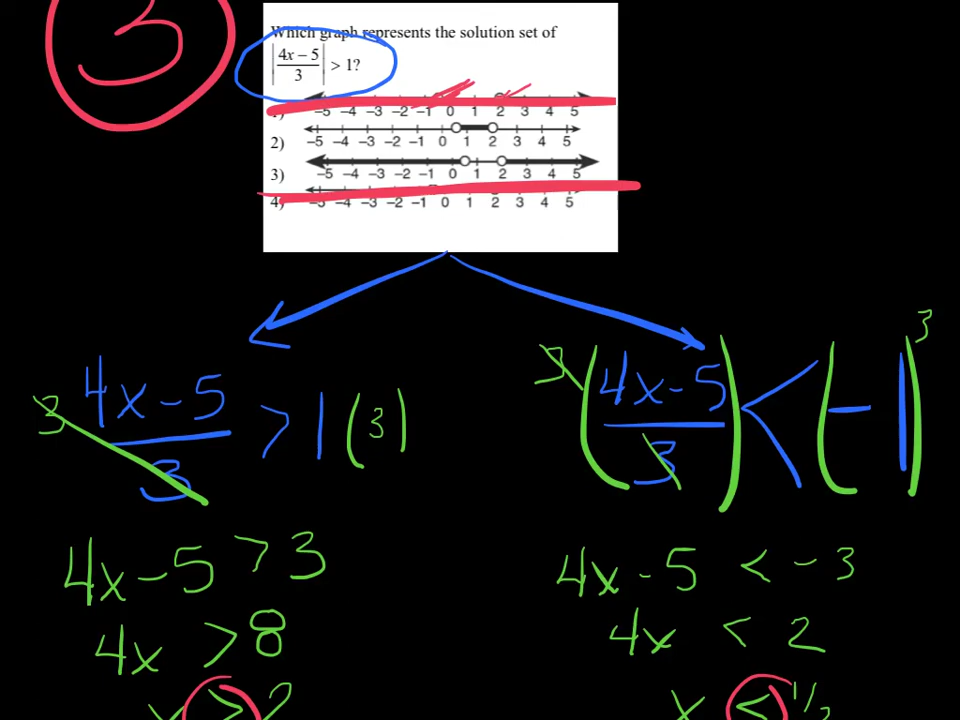 3
Which graph represents the solution set of
|4x − 5 / 3| > 1?
1) −5 −4 −3 −2 −1 0 1 2 3 4 5
2) −5 −4 −3 −2 −1 0 1 2 3 4 5
3) −5 −4 −3 −2 −1 0 1 2 3 4 5
4) −5 −4 −3 −2 −1 0 1 2 3 4 5
3 4x − 5 / 3 > 1 (3)
3 (4x − 5 / 3) < (− 1) 3
4x − 5 > 3
4x > 8
x > 2
4x − 5 < − 3
4x < 2
x < 1/2